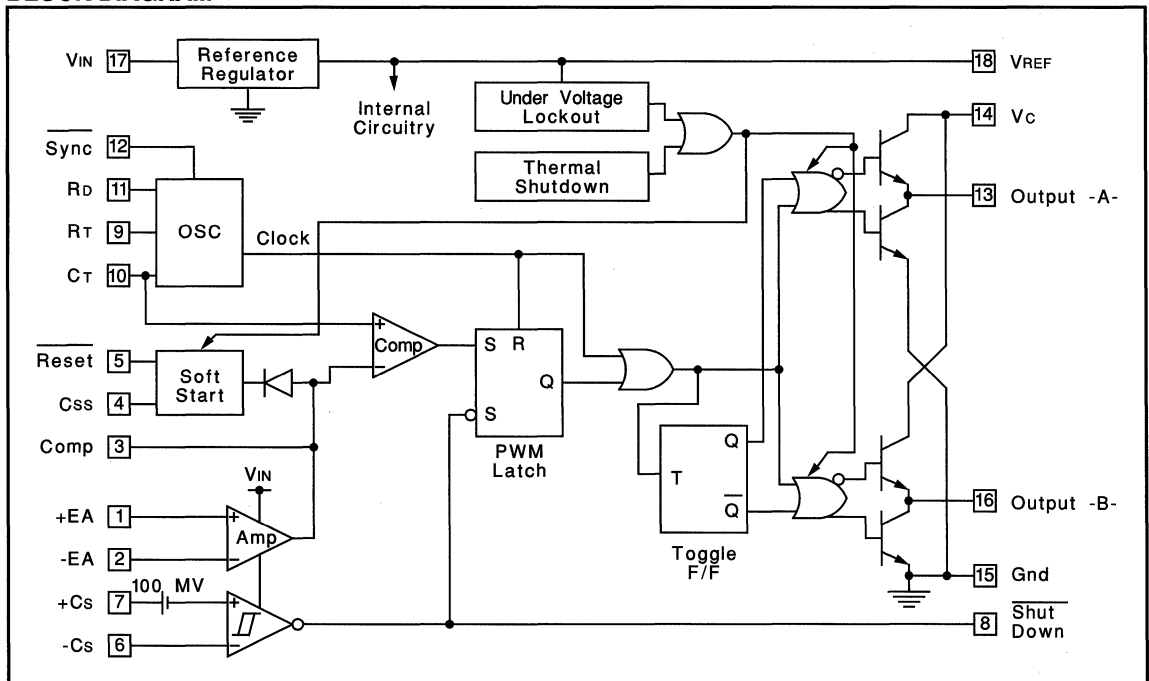 VIN 17
Reference Regulator
18 VREF
Internal Circuitry
Under Voltage Lockout
14 VC
Sync 12
Thermal Shutdown
RD 11
13 Output -A-
RT 9
OSC
Clock
CT 10
+
Comp
−
S R
Reset 5
Soft Start
Q
CSS 4
S
Comp 3
PWM Latch
Q
VIN
T
+EA 1
+
Amp
16 Output -B-
Q
-EA 2
−
Toggle F/F
100 MV
15 Gnd
+CS 7
+
8 Shut Down
-CS 6
−